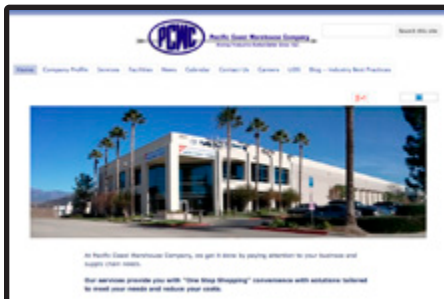 PCWC
Pacific Coast Warehouse Company
Search this site
Home Company Profile Services Facilities News Calendar Contact Us Careers Blog - Industry Best Practices
At Pacific Coast Warehouse Company, we get it done by paying attention to your business and
supply chain needs.
Our services provide you with "One Stop Shopping" convenience with solutions tailored
to meet your needs and reduce your costs.